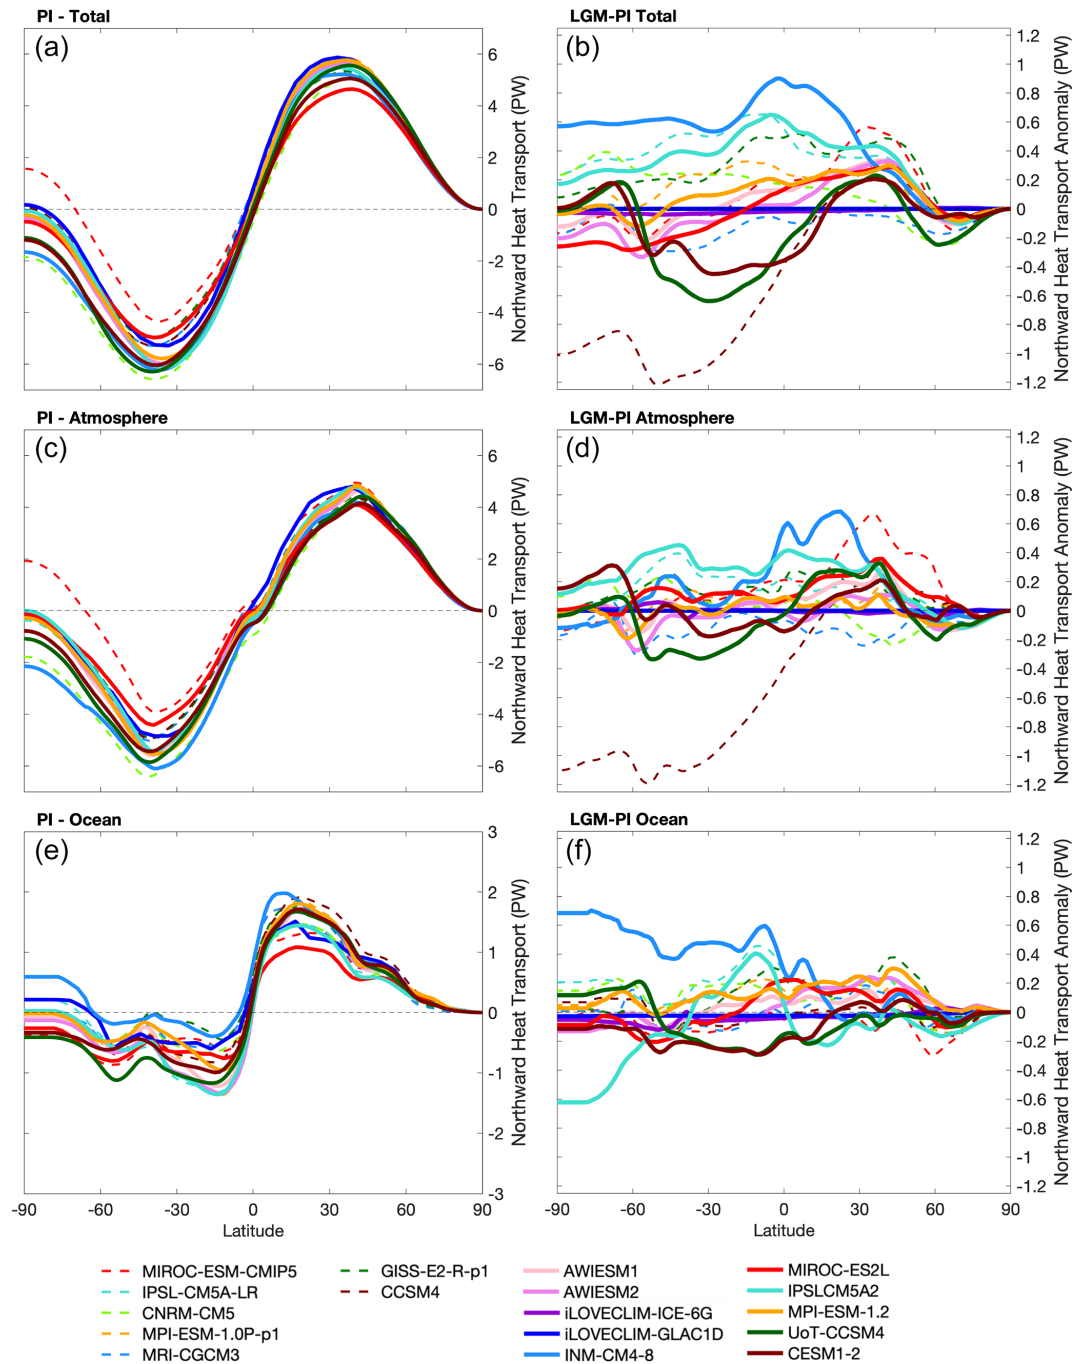 PI - Total
LGM-PI Total
(a)
(b)
6
4
2
0
-2
-4
-6
Northward Heat Transport (PW)
1.2
1
0.8
0.6
0.4
0.2
0
-0.2
-0.4
-0.6
-0.8
-1
-1.2
Northward Heat Transport Anomaly (PW)
PI - Atmosphere
LGM-PI Atmosphere
(c)
(d)
6
4
2
0
-2
-4
-6
Northward Heat Transport (PW)
1.2
1
0.8
0.6
0.4
0.2
0
-0.2
-0.4
-0.6
-0.8
-1
-1.2
Northward Heat Transport Anomaly (PW)
PI - Ocean
LGM-PI Ocean
(e)
(f)
3
2
1
0
-1
-2
-3
Northward Heat Transport (PW)
1.2
1
0.8
0.6
0.4
0.2
0
-0.2
-0.4
-0.6
-0.8
-1
-1.2
Northward Heat Transport Anomaly (PW)
-90 -60 -30 0 30 60 90
Latitude
-90 -60 -30 0 30 60 90
Latitude
MIROC-ESM-CMIP5
IPSL-CM5A-LR
CNRM-CM5
MPI-ESM-1.0P-p1
MRI-CGCM3
GISS-E2-R-p1
CCSM4
AWIESM1
AWIESM2
iLOVECLIM-ICE-6G
iLOVECLIM-GLAC1D
INM-CM4-8
MIROC-ES2L
IPSLCM5A2
MPI-ESM-1.2
UoT-CCSM4
CESM1-2